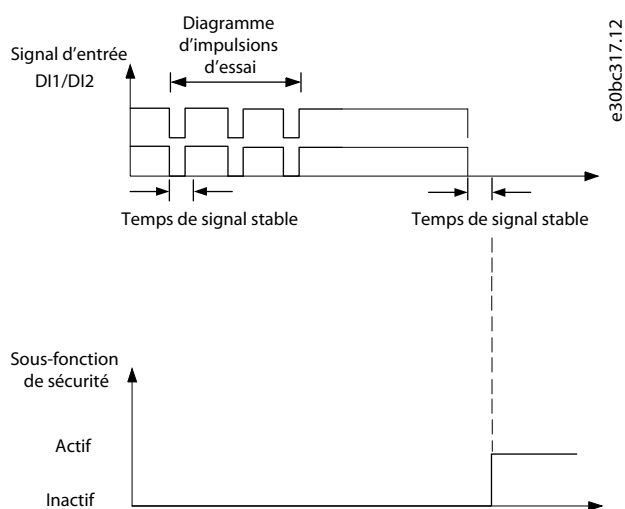 Diagramme
d’impulsions
d’essai
Signal d’entrée
DI1/DI2
e30bc317.12
Temps de signal stable
Temps de signal stable
Sous-fonction
de sécurité
Actif
Inactif